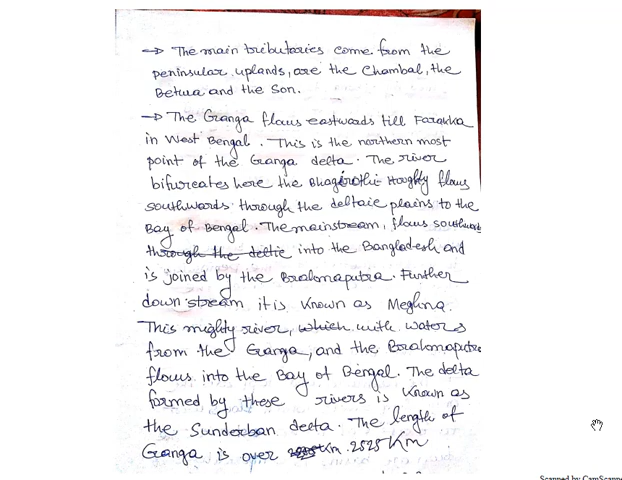 → The main tributaries come from the
peninsular uplands, are the Chambal, the
Betwa and the Son.
→ The Ganga flows eastwards till Farakka
in West Bengal. This is the northern most
point of the Ganga delta. The river
bifurcates here the Bhagirathi Hooghly flows
southwards through the deltaic plains to the
Bay of Bengal. The mainstream, flows southwards
through the deltic into the Bangladesh and
is joined by the Brahmaputra. Further
down stream it is known as Meghna.
This mighty river, which with waters
from the Ganga, and the Brahmaputra
flows into the Bay of Bengal. The delta
formed by these rivers is known as
the Sunderban delta. The length of
Ganga is over Km. 2525 Km
Scanned by CamScanne